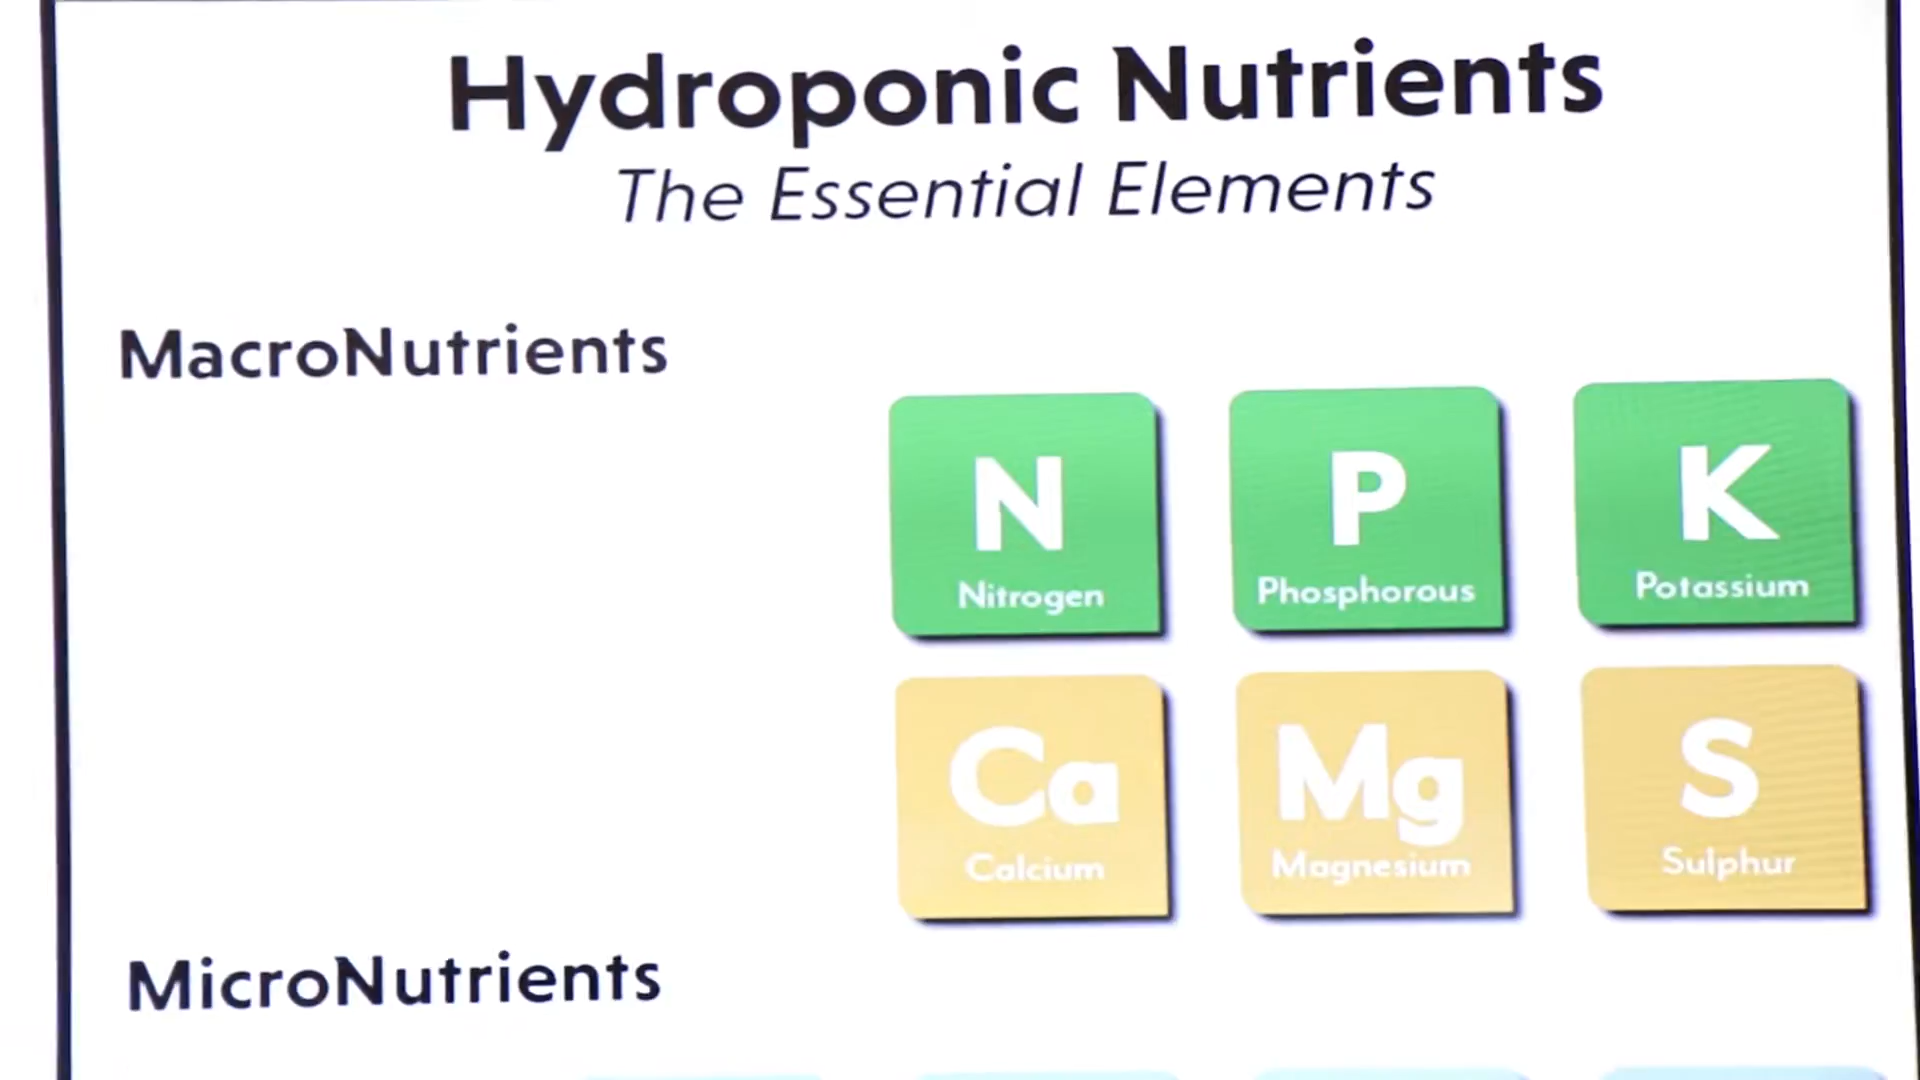 Hydroponic Nutrients
The Essential Elements
MacroNutrients
N P K
Nitrogen Phosphorous Potassium
Ca Mg S
Calcium Magnesium Sulphur
MicroNutrients